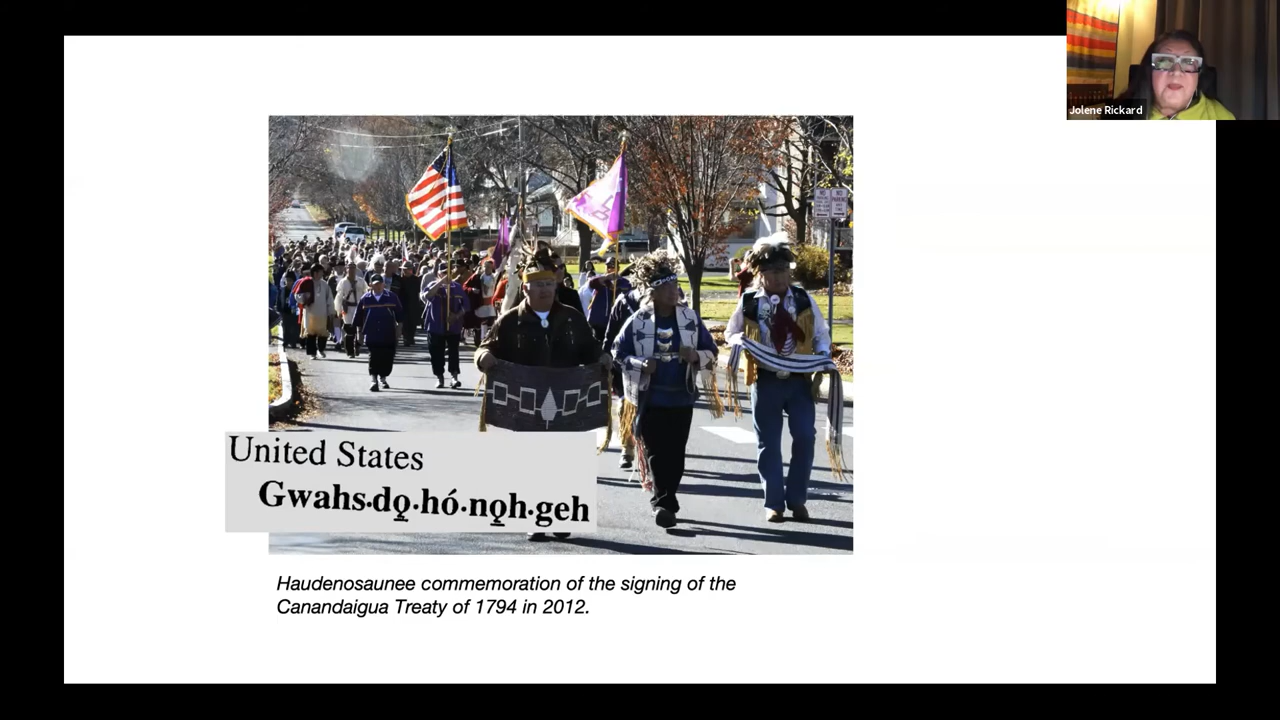 Jolene Rickard
United States
Gwahs·dǫ̲·hó·nǫ̲h·geh
Haudenosaunee commemoration of the signing of the
Canandaigua Treaty of 1794 in 2012.